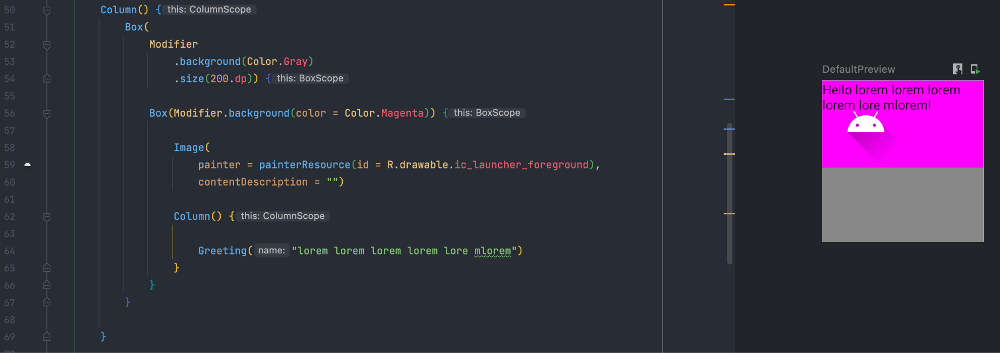 50 Column() { this: ColumnScope
51 Box(
52 Modifier
53 .background(Color.Gray)
54 .size(200.dp)) { this: BoxScope
55
56 Box(Modifier.background(color = Color.Magenta)) { this: BoxScope
57
58 Image(
59 painter = painterResource(id = R.drawable.ic_launcher_foreground),
60 contentDescription = "")
61
62 Column() { this: ColumnScope
63
64 Greeting( name: "lorem lorem lorem lorem lore mlorem")
65 }
66 }
67 }
68
69 }
DefaultPreview
Hello lorem lorem lorem
lorem lore mlorem!